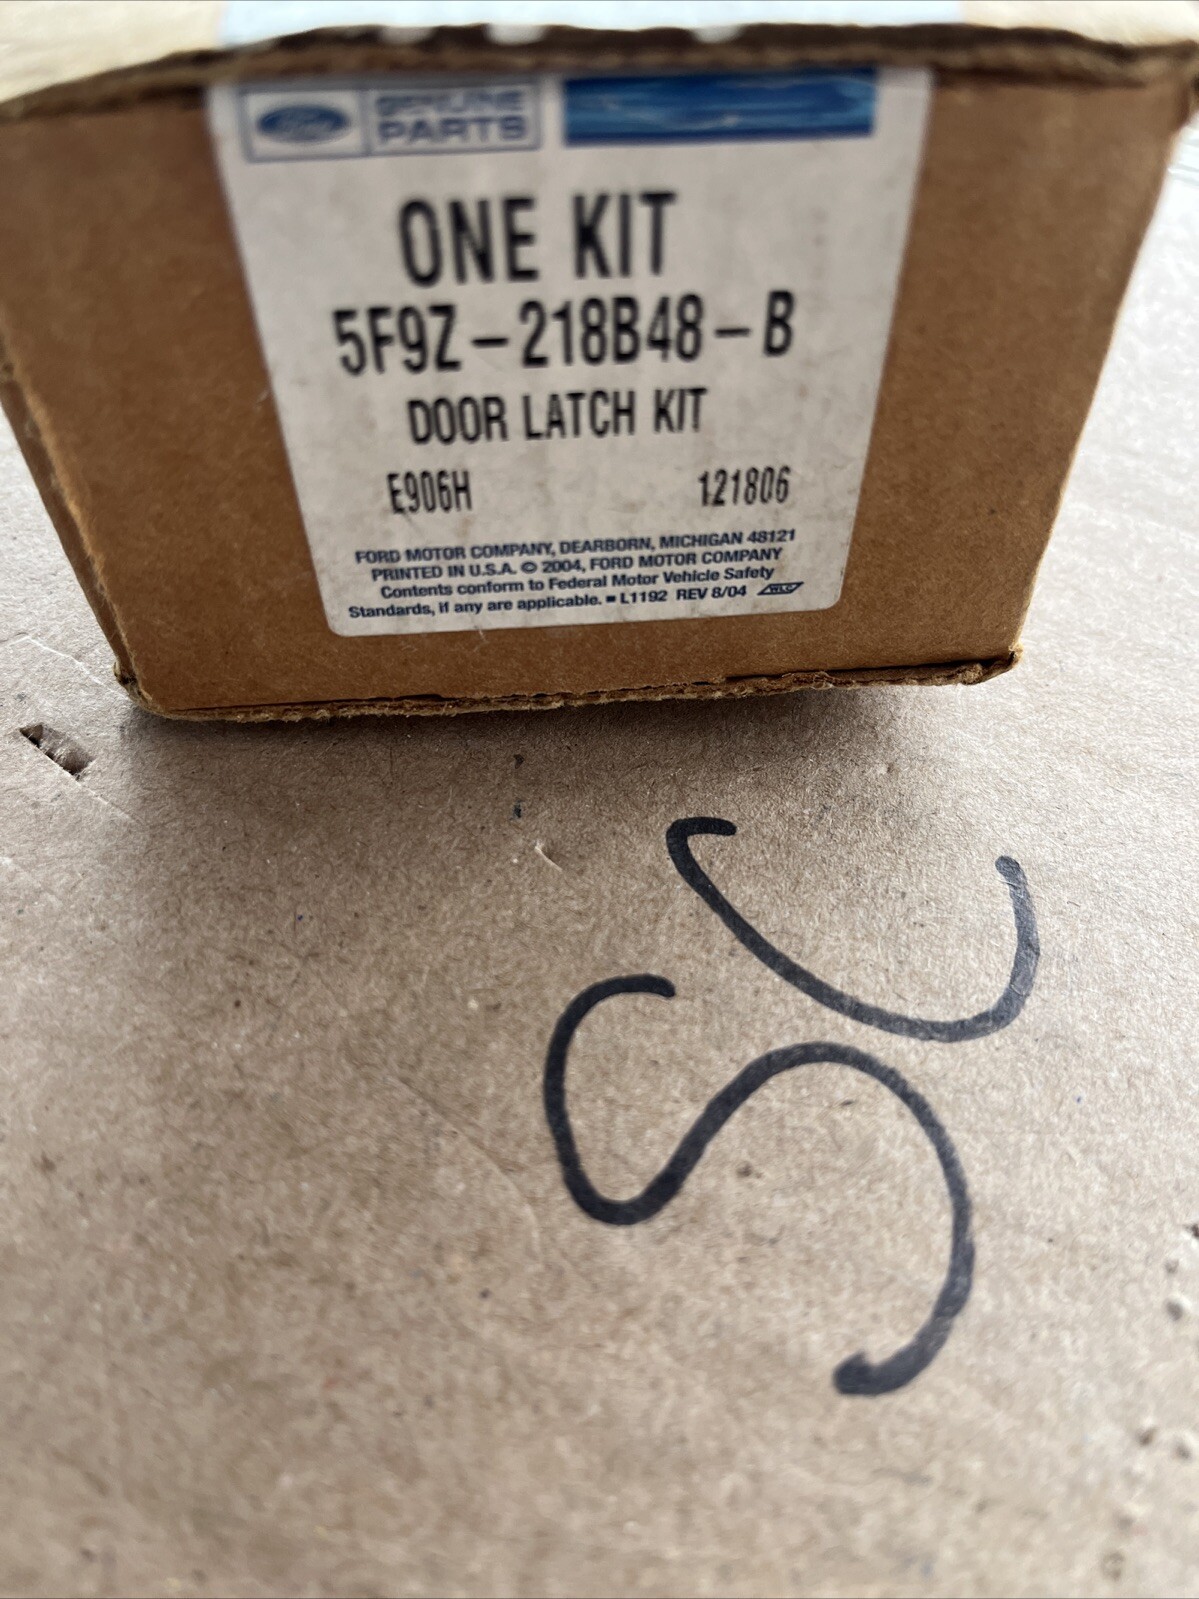 Ford GENUINE
PARTS
ONE KIT
5F9Z-218B48-B
DOOR LATCH KIT
E906H 121806
FORD MOTOR COMPANY, DEARBORN, MICHIGAN 48121
PRINTED IN U.S.A. © 2004, FORD MOTOR COMPANY
Contents conform to Federal Motor Vehicle Safety
Standards, if any are applicable. ▪ L1192 REV 8/04 WLC
SC